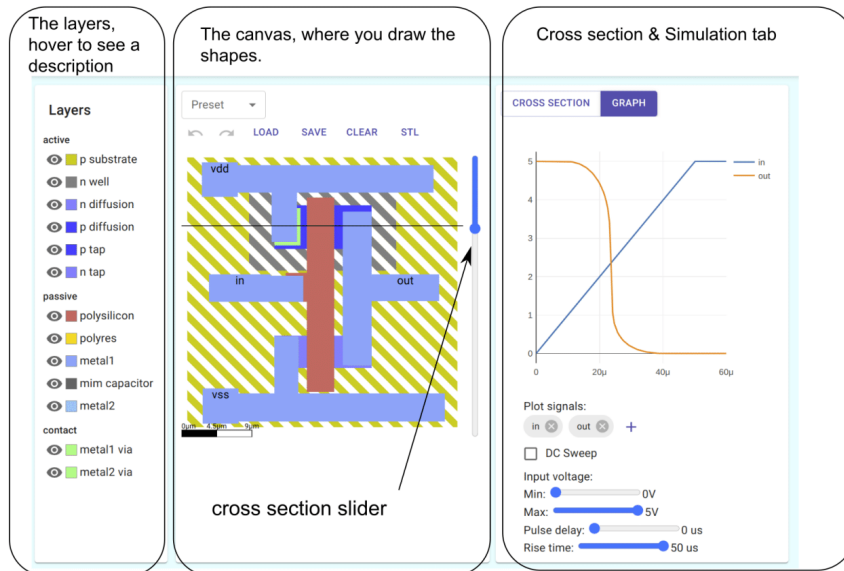 The layers,
hover to see a
description
The canvas, where you draw the
shapes.
Cross section & Simulation tab
Layers
active
p substrate
n well
n diffusion
p diffusion
p tap
n tap
passive
polysilicon
polyres
metal1
mim capacitor
metal2
contact
metal1 via
metal2 via
Preset
LOAD SAVE CLEAR STL
vdd
in out
vss
0μm 4.5μm 9μm
cross section slider
CROSS SECTION GRAPH
in
out
5
4
3
2
1
0
0 20μ 40μ 60μ
Plot signals:
in out +
DC Sweep
Input voltage:
Min: 0V
Max: 5V
Pulse delay: 0 us
Rise time: 50 us